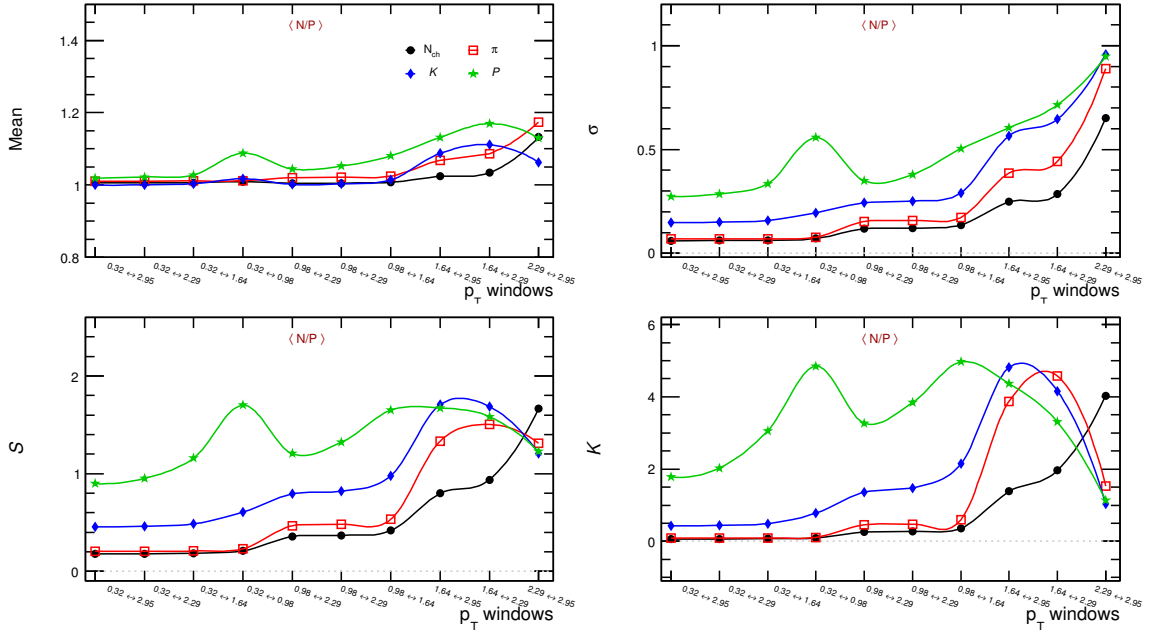 ⟨ N/P ⟩
1.4
1.2
1
0.8
Mean
N_ch
π
K
P
0.32 ↔ 2.95
0.32 ↔ 2.29
0.32 ↔ 1.64
0.32 ↔ 0.98
0.98 ↔ 2.29
0.98 ↔ 2.29
0.98 ↔ 1.64
1.64 ↔ 2.29
1.64 ↔ 2.95
2.29 ↔ 2.95
p_T windows
⟨ N/P ⟩
1
0.5
0
σ
0.32 ↔ 2.95
0.32 ↔ 2.29
0.32 ↔ 1.64
0.32 ↔ 0.98
0.98 ↔ 2.29
0.98 ↔ 2.29
0.98 ↔ 1.64
1.64 ↔ 2.95
1.64 ↔ 2.29
2.29 ↔ 2.95
p_T windows
⟨ N/P ⟩
2
1
0
S
0.32 ↔ 2.95
0.32 ↔ 2.29
0.32 ↔ 1.64
0.32 ↔ 0.98
0.98 ↔ 2.29
0.98 ↔ 2.29
0.98 ↔ 1.64
1.64 ↔ 2.95
1.64 ↔ 2.29
2.29 ↔ 2.95
p_T windows
⟨ N/P ⟩
6
4
2
0
K
0.32 ↔ 2.95
0.32 ↔ 2.29
0.32 ↔ 1.64
0.32 ↔ 0.98
0.98 ↔ 2.29
0.98 ↔ 2.29
0.98 ↔ 1.64
1.64 ↔ 2.95
1.64 ↔ 2.29
2.29 ↔ 2.95
p_T windows